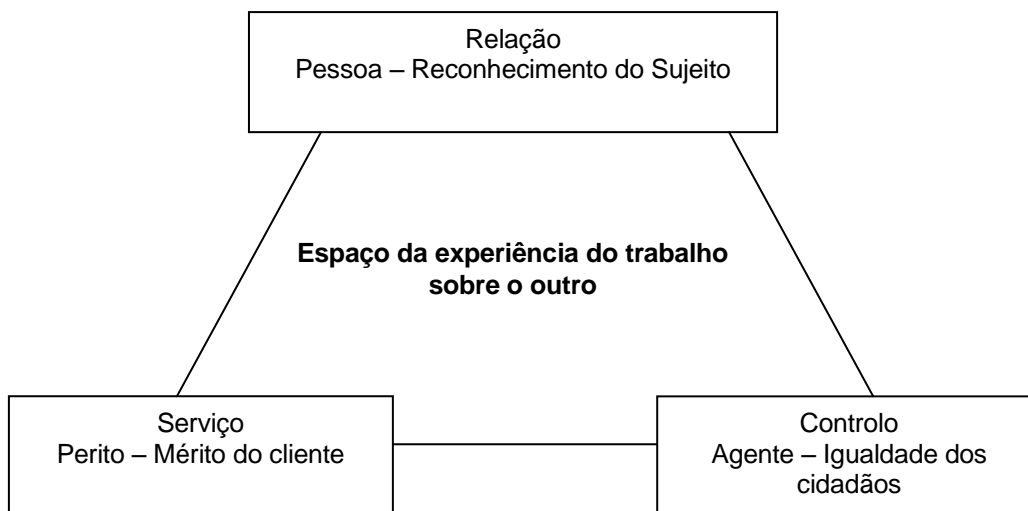 Relação
Pessoa – Reconhecimento do Sujeito
Espaço da experiência do trabalho
sobre o outro
Serviço
Perito – Mérito do cliente
Controlo
Agente – Igualdade dos
cidadãos